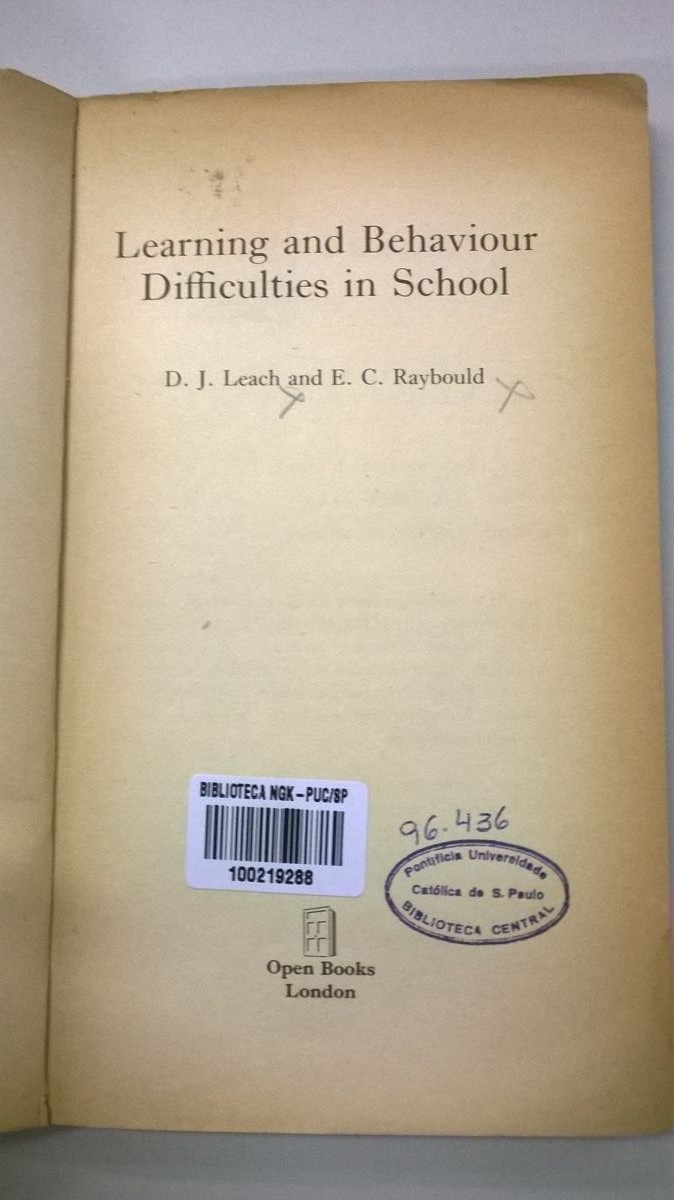 Learning and Behaviour
Difficulties in School
D. J. Leach and E. C. Raybould
BIBLIOTECA NGK-PUC/SP
100219288
96.436
Pontifícia Universidade
Católica de S. Paulo
BIBLIOTECA CENTRAL
Open Books
London